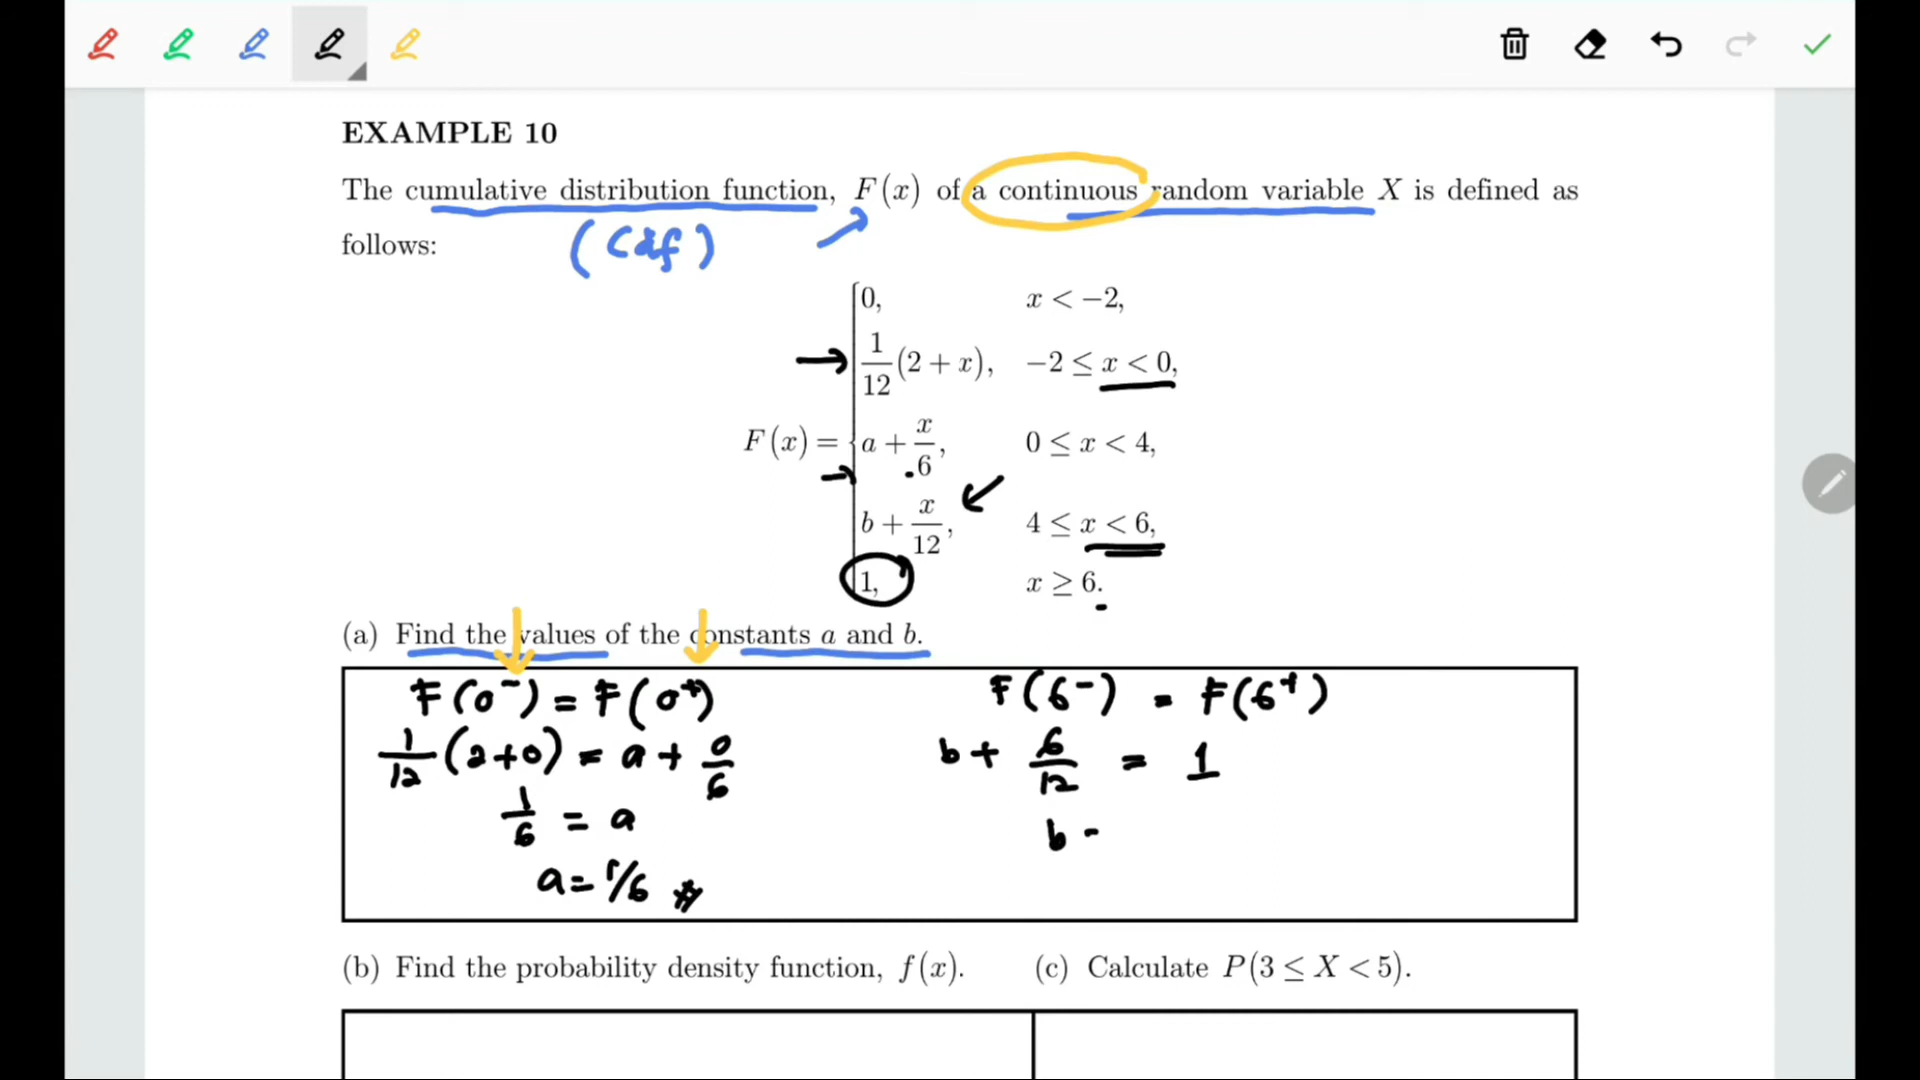 EXAMPLE 10
The cumulative distribution function, F(x) of a continuous random variable X is defined as
follows:
(cdf)
0, x < −2,
1/12 (2 + x), −2 ≤ x < 0,
F(x) = a + x/6, 0 ≤ x < 4,
b + x/12, 4 ≤ x < 6,
1, x ≥ 6.
(a) Find the values of the constants a and b.
F(0⁻) = F(0⁺) F(6⁻) = F(6⁺)
1/12 (2+0) = a + 0/6 b + 6/12 = 1
1/6 = a b -
a = 1/6 #
(b) Find the probability density function, f(x). (c) Calculate P(3 ≤ X < 5).